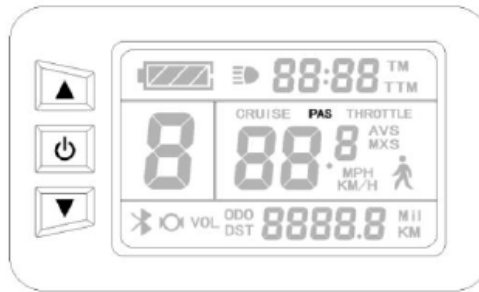 88:88 TM
TTM
CRUISE PAS THROTTLE
8 88.8 AVS
MXS
MPH
KM/H
VOL ODO 8888.8 Mil
DST KM